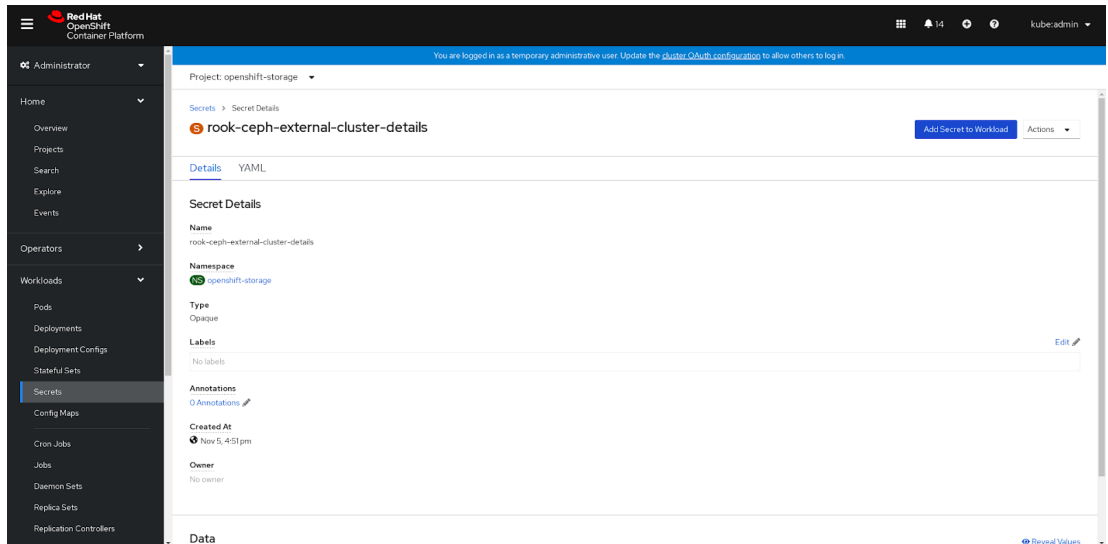 Red Hat
OpenShift
Container Platform
14
kube:admin
Administrator
You are logged in as a temporary administrative user. Update the cluster OAuth configuration to allow others to log in.
Project: openshift-storage
Home
Overview
Projects
Search
Explore
Events
Operators
Workloads
Pods
Deployments
Deployment Configs
Stateful Sets
Secrets
Config Maps
Cron Jobs
Jobs
Daemon Sets
Replica Sets
Replication Controllers
Secrets > Secret Details
S rook-ceph-external-cluster-details
Add Secret to Workload
Actions
Details YAML
Secret Details
Name
rook-ceph-external-cluster-details
Namespace
NS openshift-storage
Type
Opaque
Labels
Edit
No labels
Annotations
0 Annotations
Created At
Nov 5, 4:51 pm
Owner
No owner
Data
Reveal Values